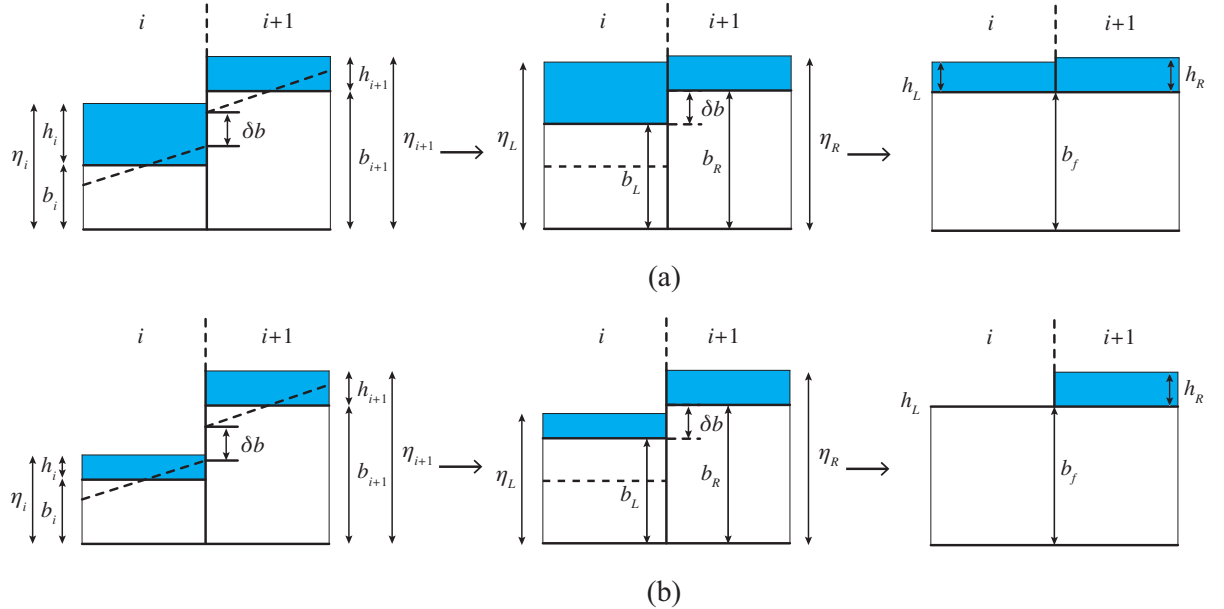 i i+1 i i+1 i i+1
h_{i+1} h_L h_R
h_i δb δb
η_i η_{i+1} η_L η_R
b_i b_{i+1} b_L b_R b_f
(a)
i i+1 i i+1 i i+1
h_{i+1} h_L h_R
h_i δb δb
η_i η_{i+1} η_L η_R
b_i b_{i+1} b_L b_R b_f
(b)